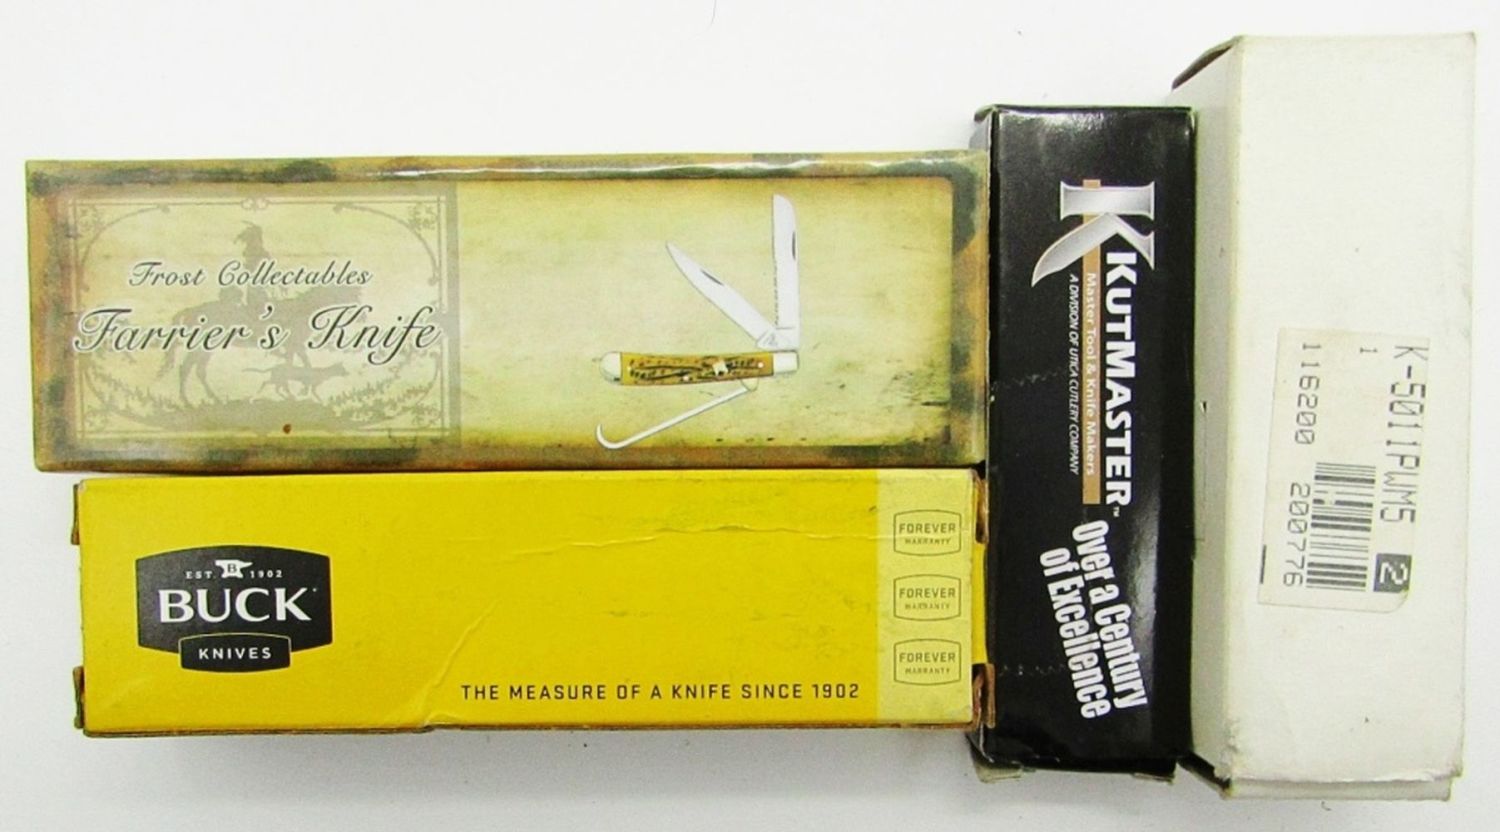 Frost Collectables
Farrier's Knife
EST. B 1902
BUCK
KNIVES
THE MEASURE OF A KNIFE SINCE 1902
FOREVER
WARRANTY
FOREVER
WARRANTY
FOREVER
WARRANTY
KUTMASTER™
Master Tool & Knife Makers
A DIVISION OF UTICA CUTLERY COMPANY
Over a Century
of Excellence
K-5011PWM5 2
1
116200 200776